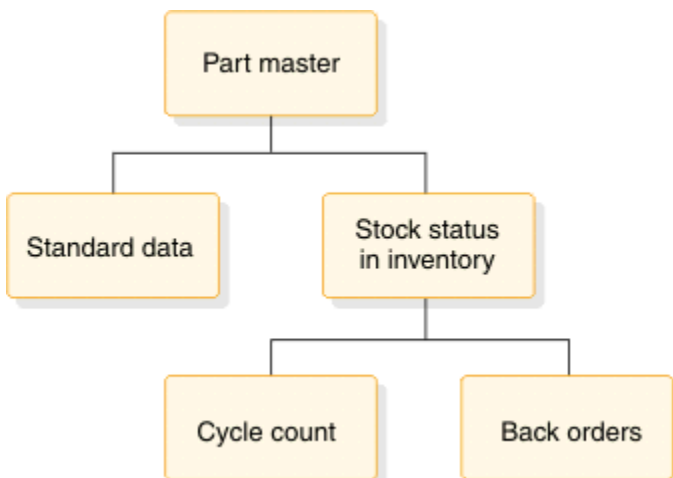 Part master
Standard data
Stock status
in inventory
Cycle count
Back orders